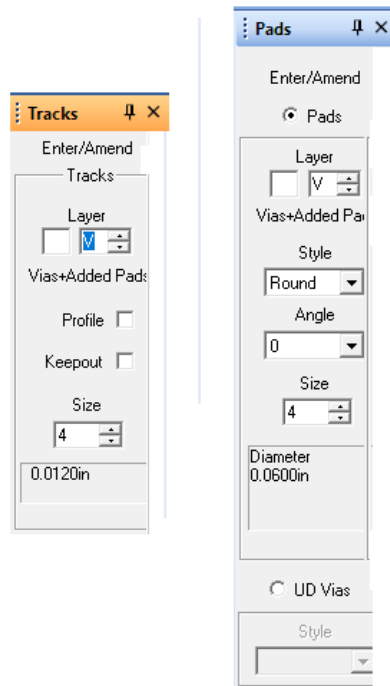 Tracks
Enter/Amend
Tracks
Layer
V
Vias+Added Pads
Profile
Keepout
Size
4
0.0120in
Pads
Enter/Amend
Pads
Layer
V
Vias+Added Pa
Style
Round
Angle
0
Size
4
Diameter
0.0600in
UD Vias
Style